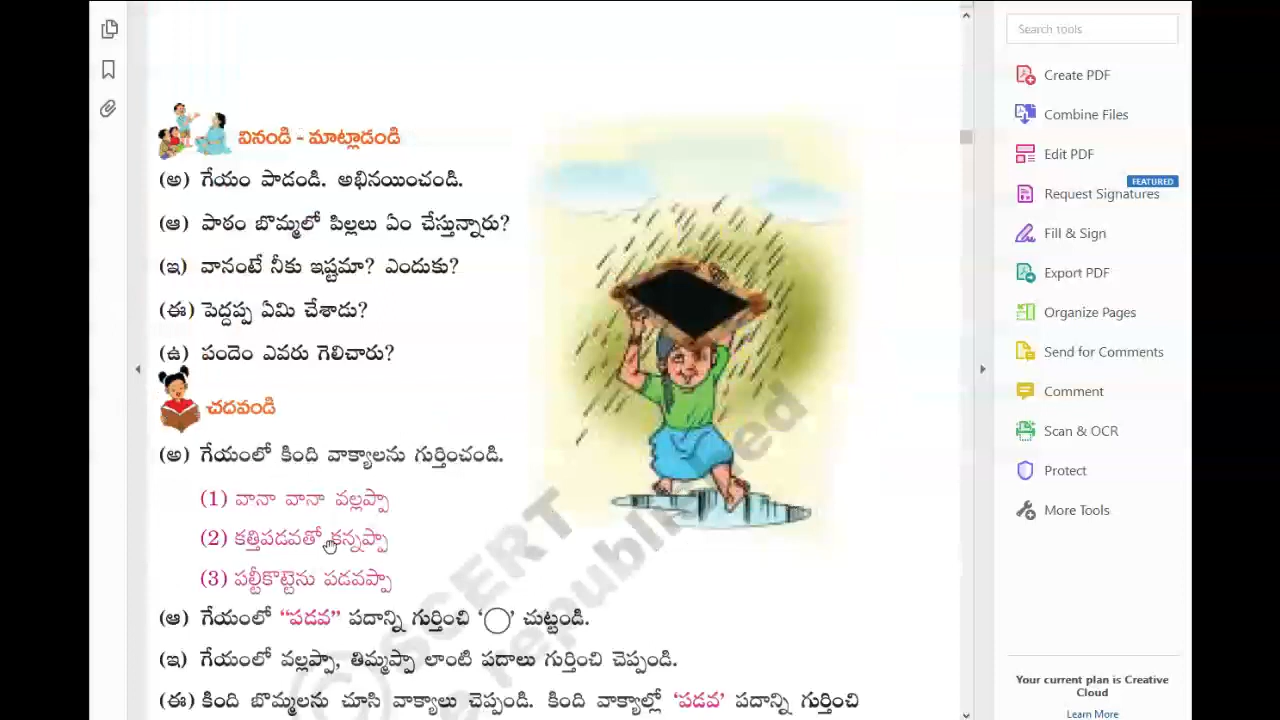 వినండి - మాట్లాడండి
(అ) గేయం పాడండి. అభినయించండి.
(ఆ) పాఠం బొమ్మలో పిల్లలు ఏం చేస్తున్నారు?
(ఇ) వానంటే నీకు ఇష్టమా? ఎందుకు?
(ఈ) పెద్దప్ప ఏమి చేశాడు?
(ఉ) పందెం ఎవరు గెలిచారు?
చదవండి
(అ) గేయంలో కింది వాక్యాలను గుర్తించండి.
(1) వానా వానా వల్లప్పా
(2) కత్తిపడవతో కన్నప్పా
(3) పల్టీకొట్టెను పడవప్పా
(ఆ) గేయంలో “పడవ” పదాన్ని గుర్తించి ‘◯’ చుట్టండి.
(ఇ) గేయంలో వల్లప్పా, తిమ్మప్పా లాంటి పదాలు గుర్తించి చెప్పండి.
(ఈ) కింది బొమ్మలను చూసి వాక్యాలు చెప్పండి. కింది వాక్యాల్లో ‘పడవ’ పదాన్ని గుర్తించి
©SCERT
be republished
Search tools
Create PDF
Combine Files
Edit PDF
FEATURED
Request Signatures
Fill & Sign
Export PDF
Organize Pages
Send for Comments
Comment
Scan & OCR
Protect
More Tools
Your current plan is Creative
Cloud
Learn More